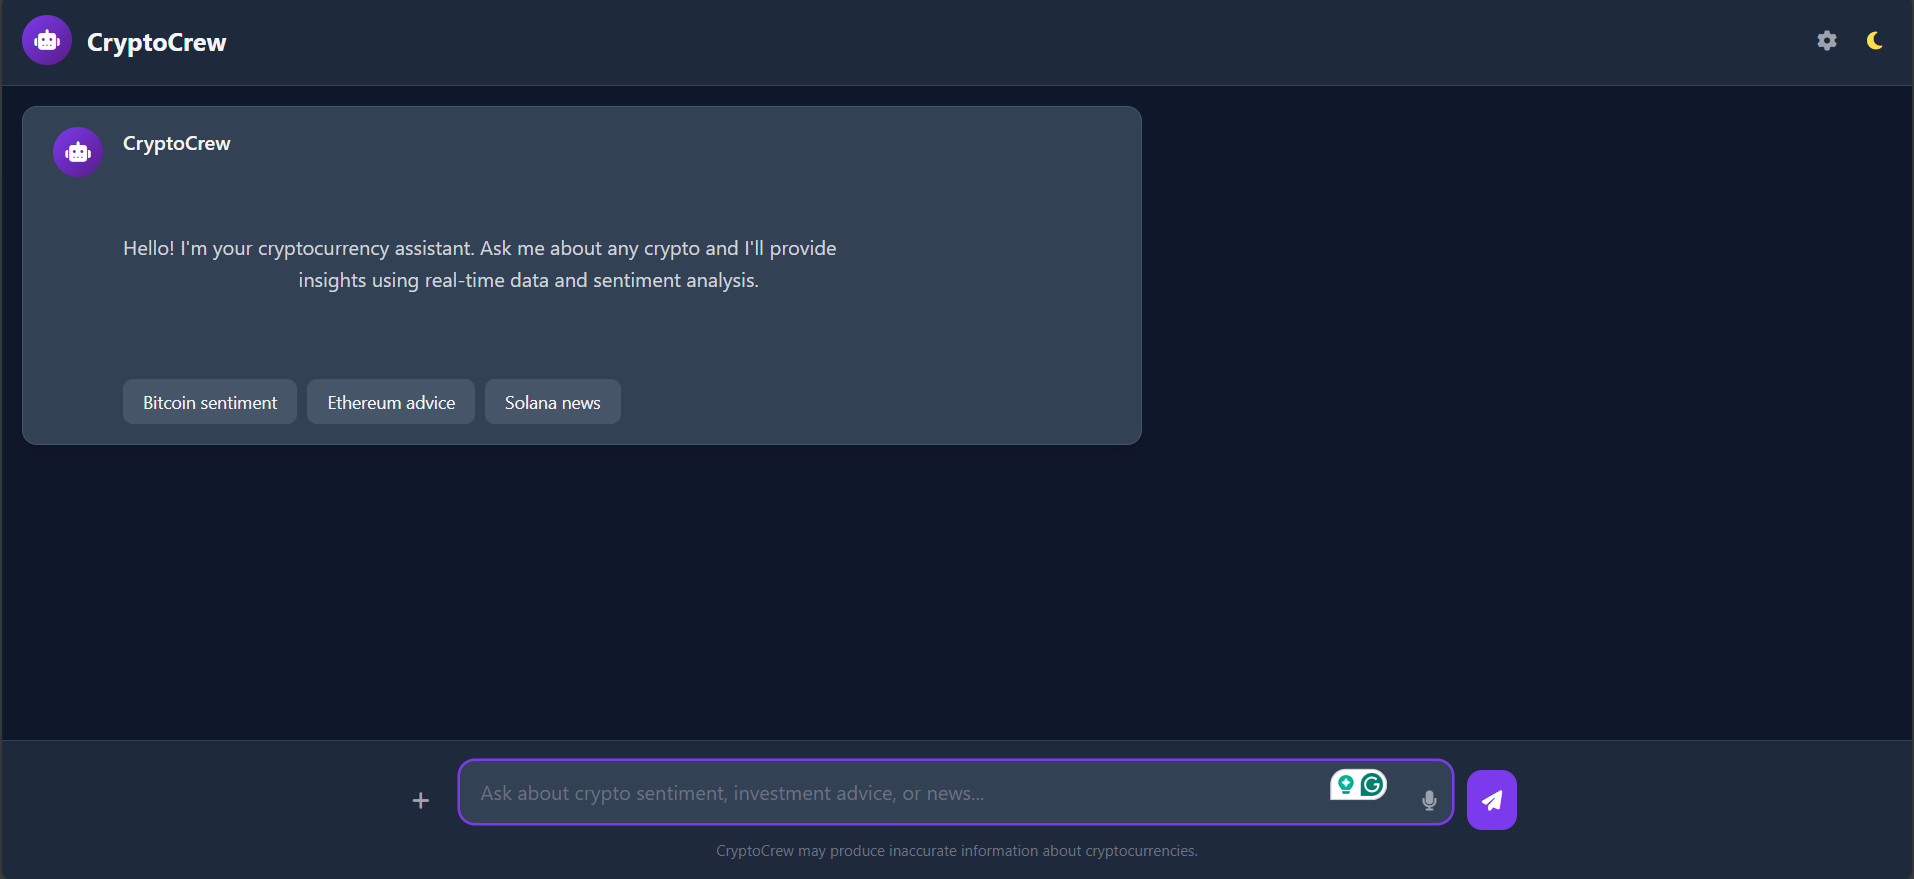 CryptoCrew
CryptoCrew
Hello! I'm your cryptocurrency assistant. Ask me about any crypto and I'll provide
insights using real-time data and sentiment analysis.
Bitcoin sentiment
Ethereum advice
Solana news
Ask about crypto sentiment, investment advice, or news...
CryptoCrew may produce inaccurate information about cryptocurrencies.